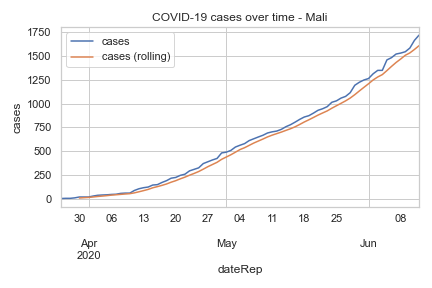 COVID-19 cases over time - Mali
cases
cases (rolling)
1750
1500
1250
1000
750
500
250
0
cases
30 06 13 20 27 04 11 18 25 08
Apr May Jun
2020
dateRep